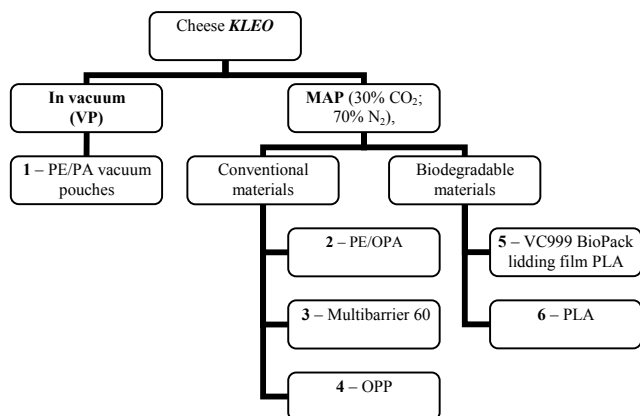 Cheese KLEO
In vacuum
(VP)
MAP (30% CO₂;
70% N₂),
1 – PE/PA vacuum
pouches
Conventional
materials
Biodegradable
materials
2 – PE/OPA
5 – VC999 BioPack
lidding film PLA
3 – Multibarrier 60
6 – PLA
4 – OPP